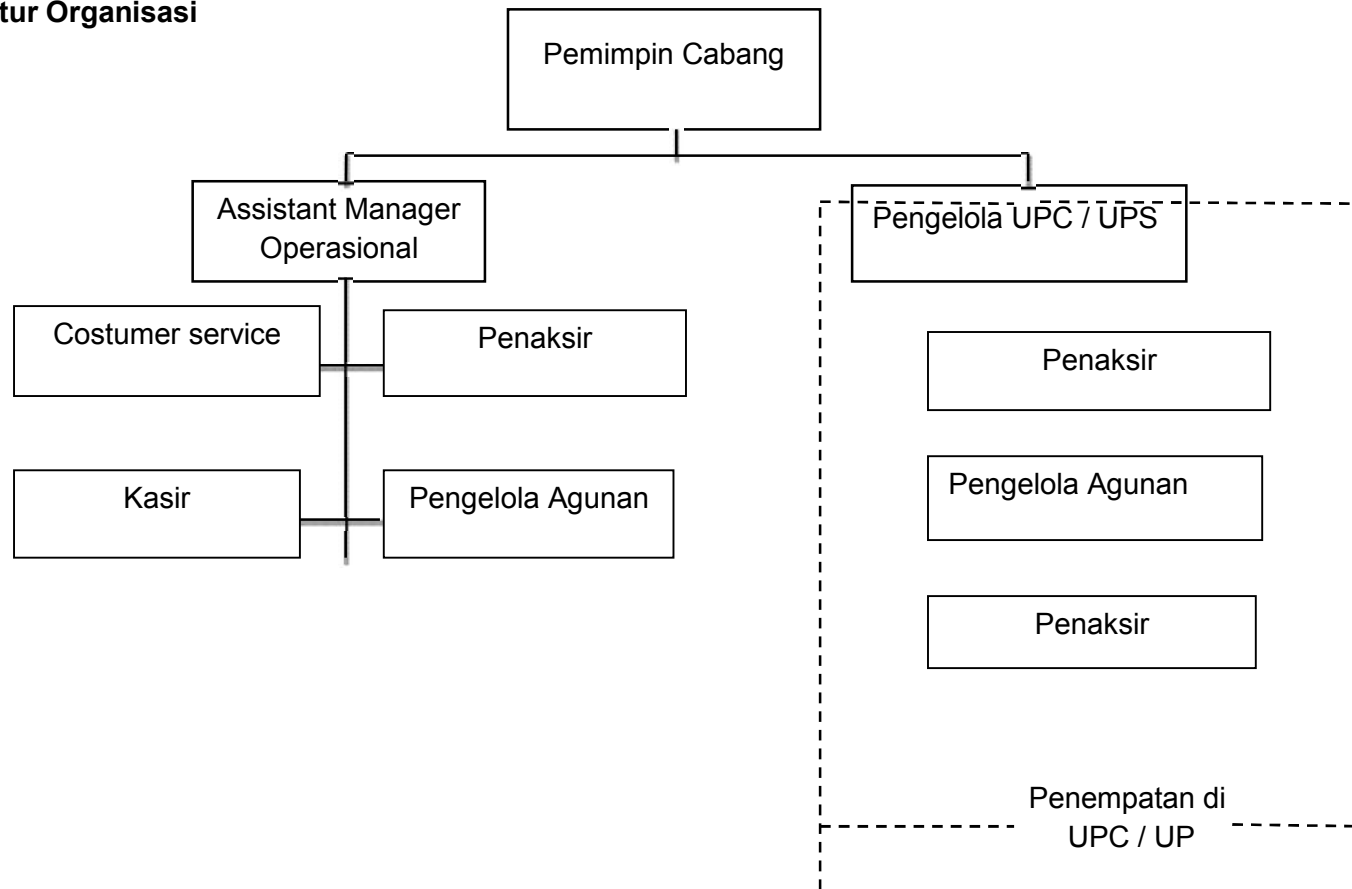 tur Organisasi
Pemimpin Cabang
Assistant Manager
Operasional
Pengelola UPC / UPS
Costumer service
Penaksir
Penaksir
Kasir
Pengelola Agunan
Pengelola Agunan
Penaksir
Penempatan di
UPC / UP